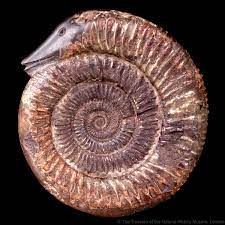 © The Trustees of the Natural History Museum, London